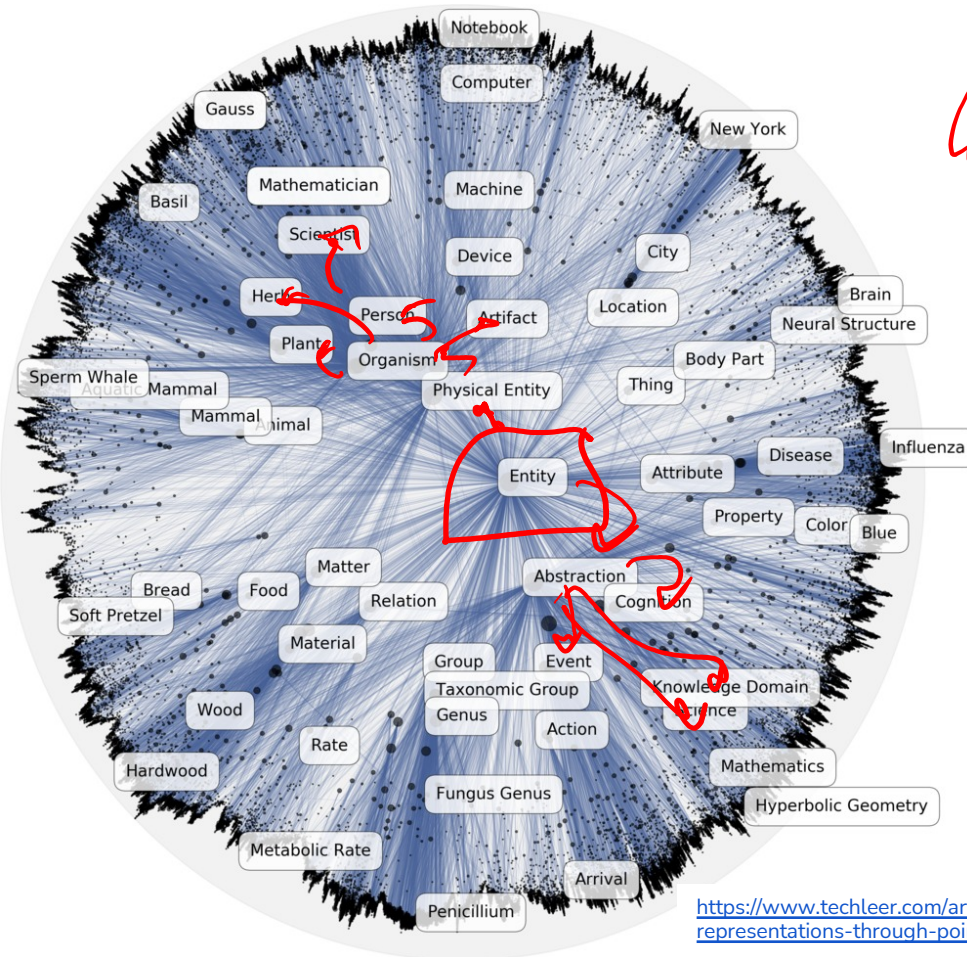 Notebook
Computer
Gauss
New York
Mathematician
Machine
Basil
Scientist
City
Device
Herb
Location
Brain
Person
Artifact
Neural Structure
Plant
Organism
Body Part
Sperm Whale
Aquatic Mammal
Physical Entity
Thing
Mammal
Animal
Influenza
Disease
Attribute
Entity
Property
Color
Blue
Matter
Abstraction
Bread
Food
Relation
Cognition
Soft Pretzel
Material
Group
Event
Taxonomic Group
Knowledge Domain
Wood
Genus
Science
Rate
Action
Hardwood
Mathematics
Fungus Genus
Hyperbolic Geometry
Metabolic Rate
Arrival
Penicillium
https://www.techleer.com/ar
representations-through-poi